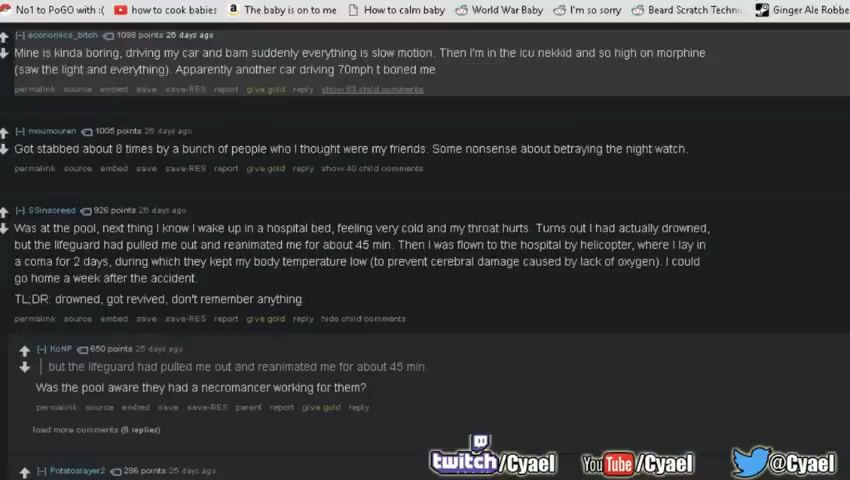 No1 to PoGO with :( how to cook babies The baby is on to me How to calm baby World War Baby I'm so sorry Beard Scratch Techni Ginger Ale Robbe
[-] economics_bitch 1098 points 26 days ago
Mine is kinda boring, driving my car and bam suddenly everything is slow motion. Then I'm in the icu nekkid and so high on morphine
(saw the light and everything). Apparently another car driving 70mph t boned me
permalink source embed save save-RES report give gold reply show 63 child comments
[-] moumouren 1005 points 26 days ago
Got stabbed about 8 times by a bunch of people who I thought were my friends. Some nonsense about betraying the night watch.
permalink source embed save save-RES report give gold reply show 40 child comments
[-] S9inscreed 926 points 26 days ago
Was at the pool, next thing I know I wake up in a hospital bed, feeling very cold and my throat hurts. Turns out I had actually drowned,
but the lifeguard had pulled me out and reanimated me for about 45 min. Then I was flown to the hospital by helicopter, where I lay in
a coma for 2 days, during which they kept my body temperature low (to prevent cerebral damage caused by lack of oxygen). I could
go home a week after the accident.
TL;DR: drowned, got revived, don't remember anything.
permalink source embed save save-RES report give gold reply hide child comments
[-] KoNP 650 points 25 days ago
but the lifeguard had pulled me out and reanimated me for about 45 min.
Was the pool aware they had a necromancer working for them?
permalink source embed save save-RES parent report give gold reply
load more comments (8 replies)
[-] Potatoslayer2 286 points 25 days ago
twitch/Cyael YouTube/Cyael @Cyael